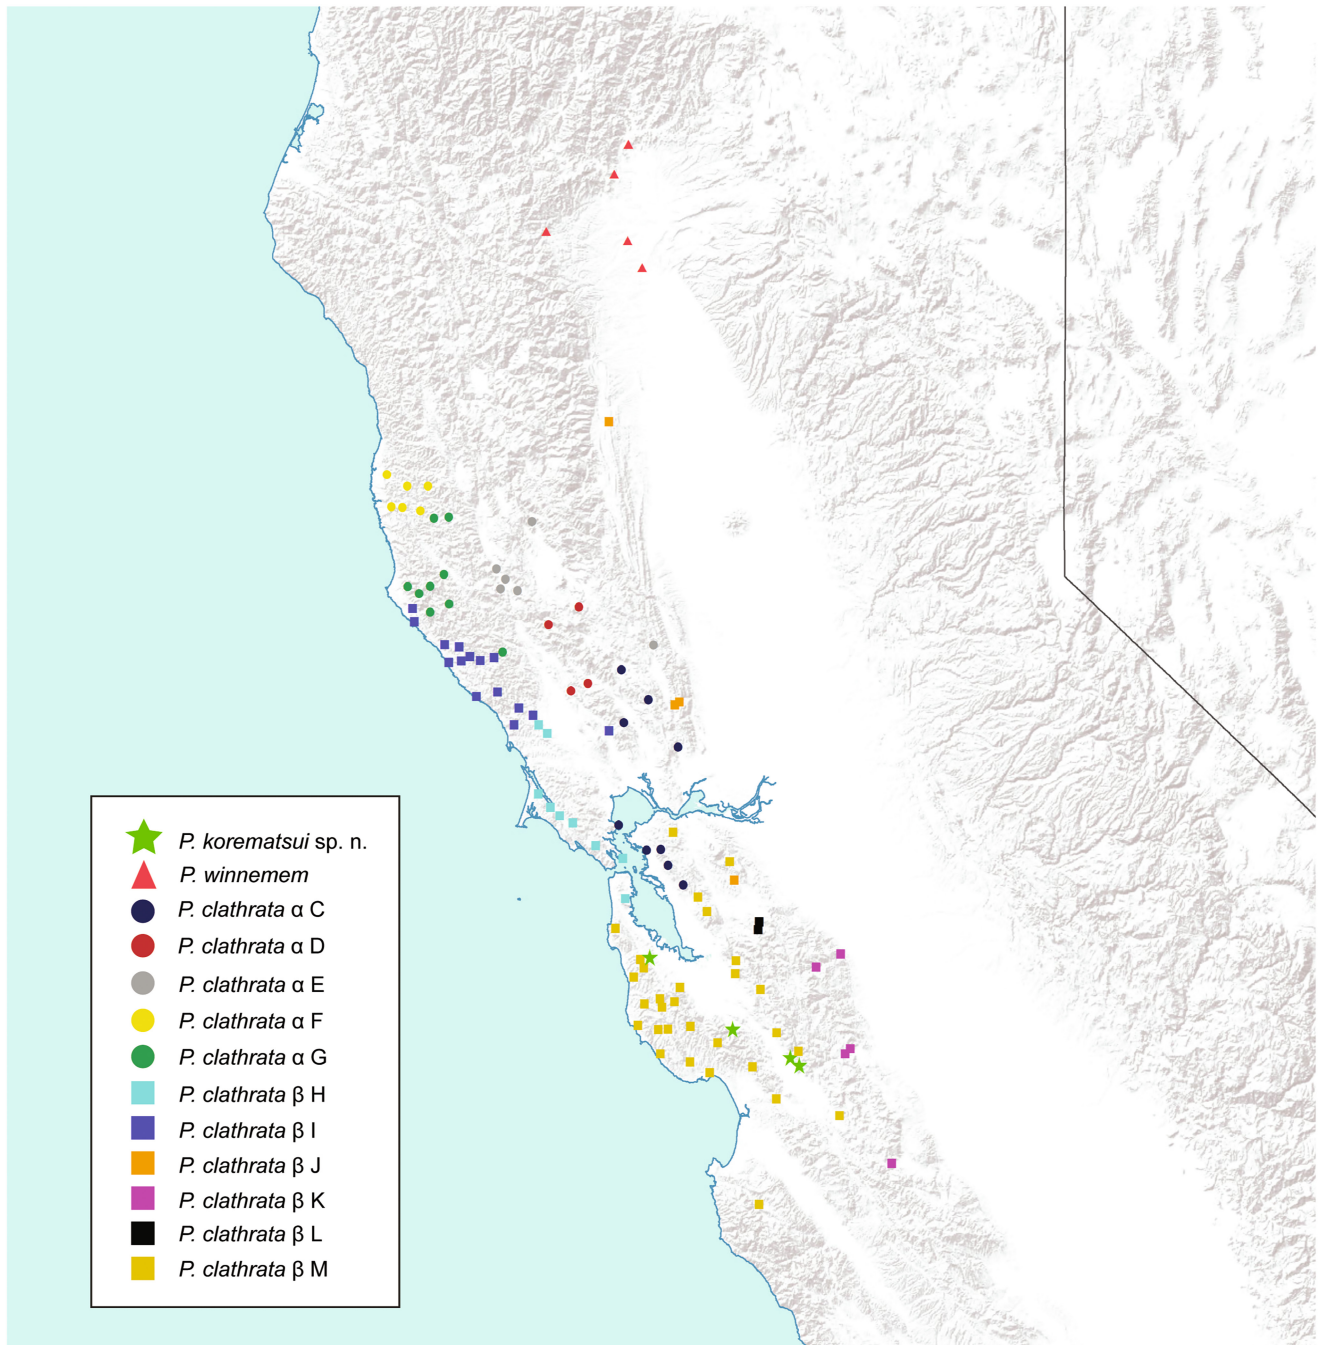 P. korematsui sp. n.
P. winnemem
P. clathrata α C
P. clathrata α D
P. clathrata α E
P. clathrata α F
P. clathrata α G
P. clathrata β H
P. clathrata β I
P. clathrata β J
P. clathrata β K
P. clathrata β L
P. clathrata β M